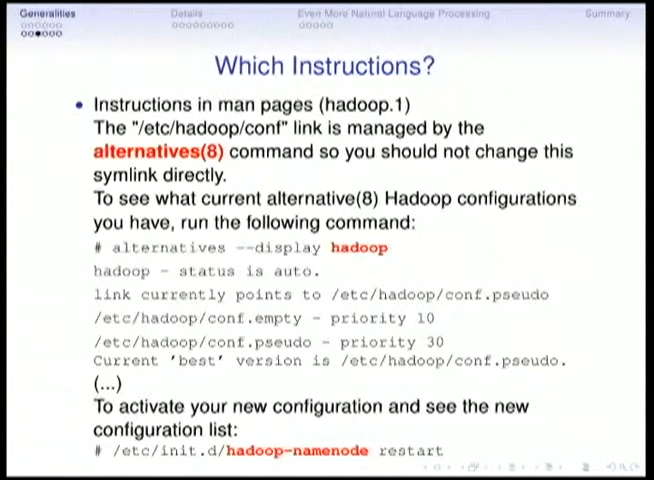 Generalities Details Even More Natural Language Processing Summary
Which Instructions?
• Instructions in man pages (hadoop.1)
The "/etc/hadoop/conf" link is managed by the
alternatives(8) command so you should not change this
symlink directly.
To see what current alternative(8) Hadoop configurations
you have, run the following command:
# alternatives --display hadoop
hadoop - status is auto.
link currently points to /etc/hadoop/conf.pseudo
/etc/hadoop/conf.empty - priority 10
/etc/hadoop/conf.pseudo - priority 30
Current 'best' version is /etc/hadoop/conf.pseudo.
(...)
To activate your new configuration and see the new
configuration list:
# /etc/init.d/hadoop-namenode restart